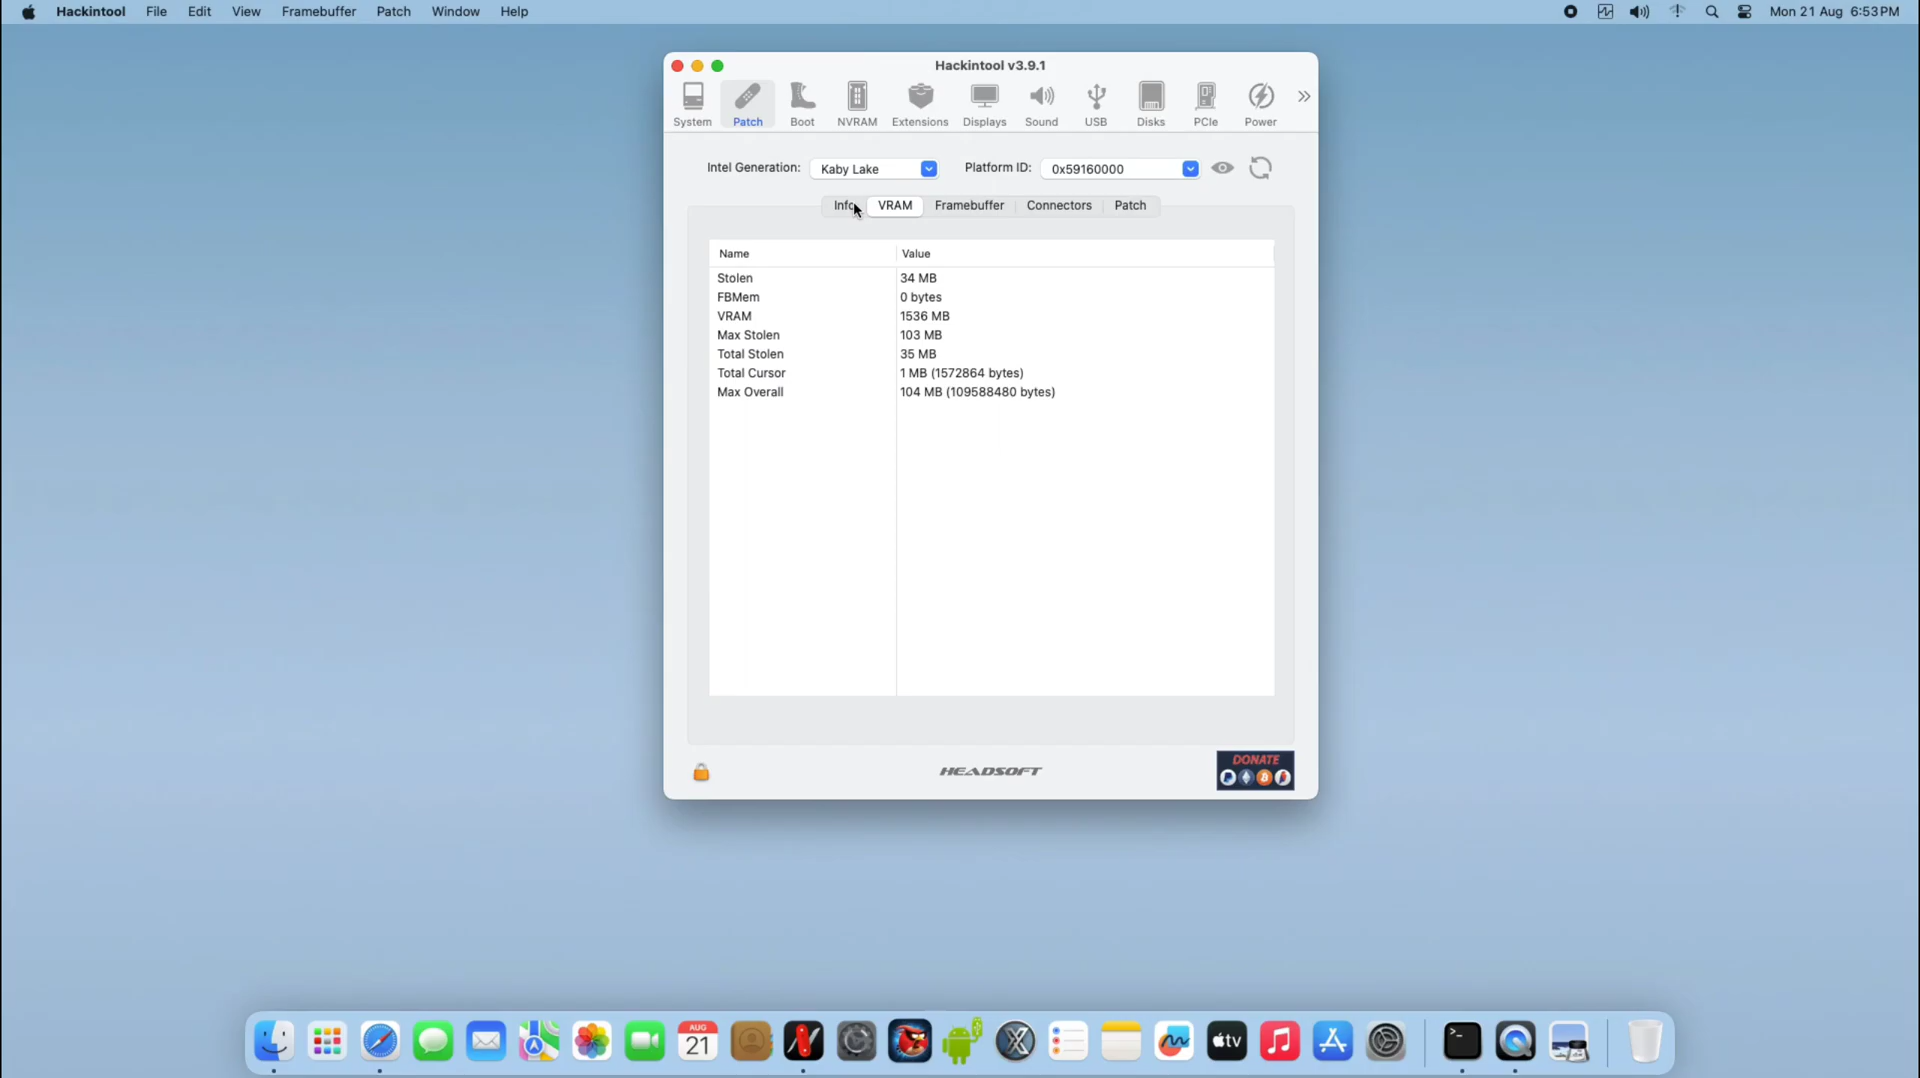 Hackintool File Edit View Framebuffer Patch Window Help Mon 21 Aug 6:53 PM
Hackintool v3.9.1
System Patch Boot NVRAM Extensions Displays Sound USB Disks PCIe Power
Intel Generation: Kaby Lake Platform ID: 0x59160000
Info VRAM Framebuffer Connectors Patch
Name Value
Stolen 34 MB
FBMem 0 bytes
VRAM 1536 MB
Max Stolen 103 MB
Total Stolen 35 MB
Total Cursor 1 MB (1572864 bytes)
Max Overall 104 MB (109588480 bytes)
HEADSOFT
DONATE
AUG
21
tv